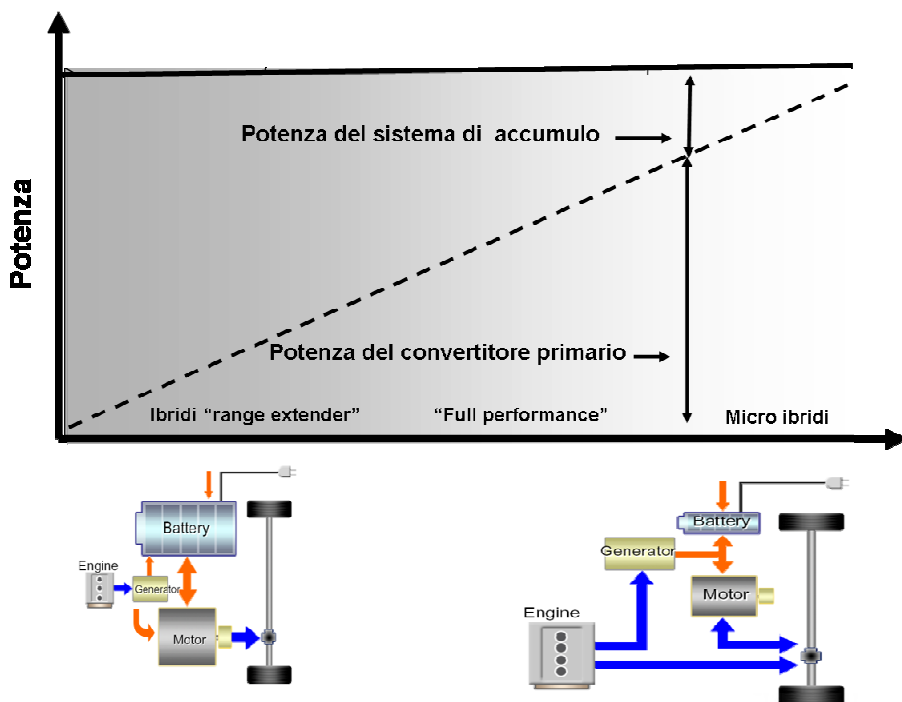 Potenza del sistema di accumulo
Potenza
Potenza del convertitore primario
Ibridi "range extender"
"Full performance"
Micro ibridi
Battery
Engine
Generator
Motor
Battery
Generator
Motor
Engine